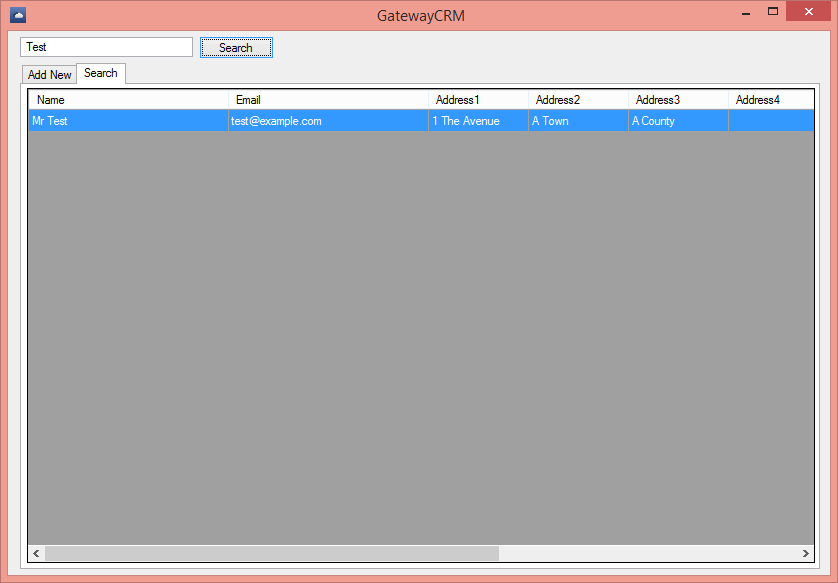 GatewayCRM
Test Search
Add New Search
Name Email Address1 Address2 Address3 Address4
Mr Test test@example.com 1 The Avenue A Town A County